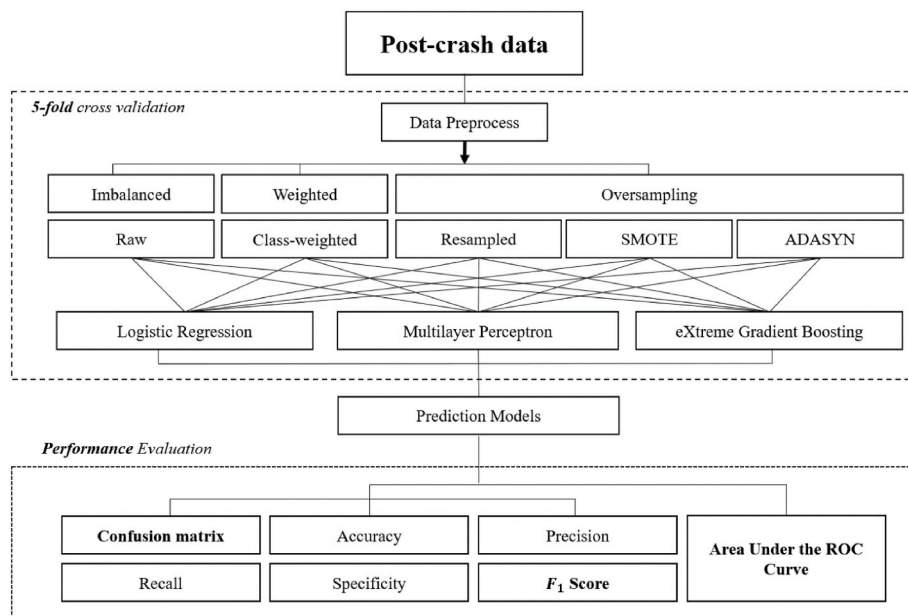 Post-crash data
5-fold cross validation
Data Preprocess
Imbalanced
Weighted
Oversampling
Raw
Class-weighted
Resampled
SMOTE
ADASYN
Logistic Regression
Multilayer Perceptron
eXtreme Gradient Boosting
Prediction Models
Performance Evaluation
Confusion matrix
Accuracy
Precision
Area Under the ROC
Curve
Recall
Specificity
F₁ Score